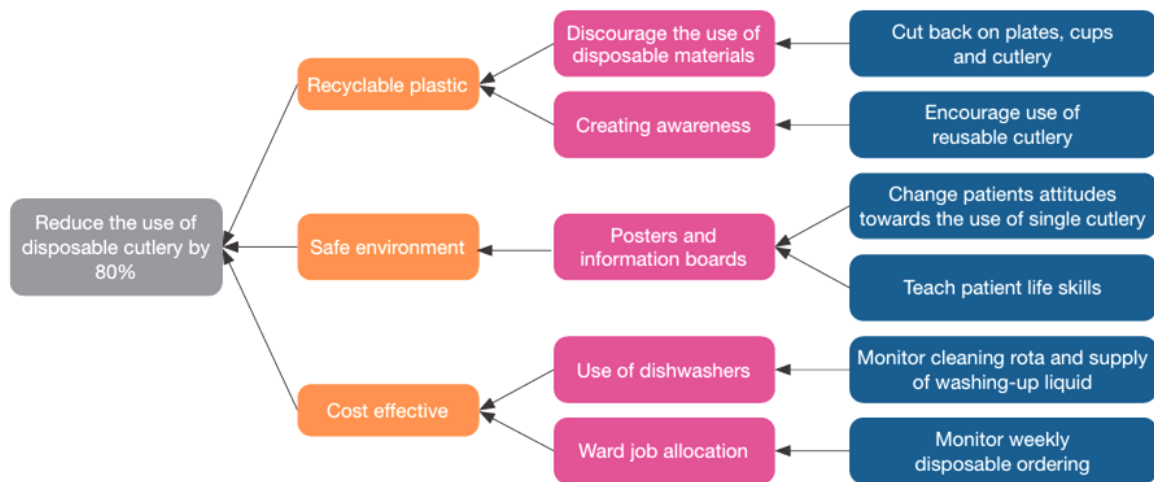 Reduce the use of
disposable cutlery by
80%
Recyclable plastic
Safe environment
Cost effective
Discourage the use of
disposable materials
Creating awareness
Posters and
information boards
Use of dishwashers
Ward job allocation
Cut back on plates, cups
and cutlery
Encourage use of
reusable cutlery
Change patients attitudes
towards the use of single cutlery
Teach patient life skills
Monitor cleaning rota and supply
of washing-up liquid
Monitor weekly
disposable ordering